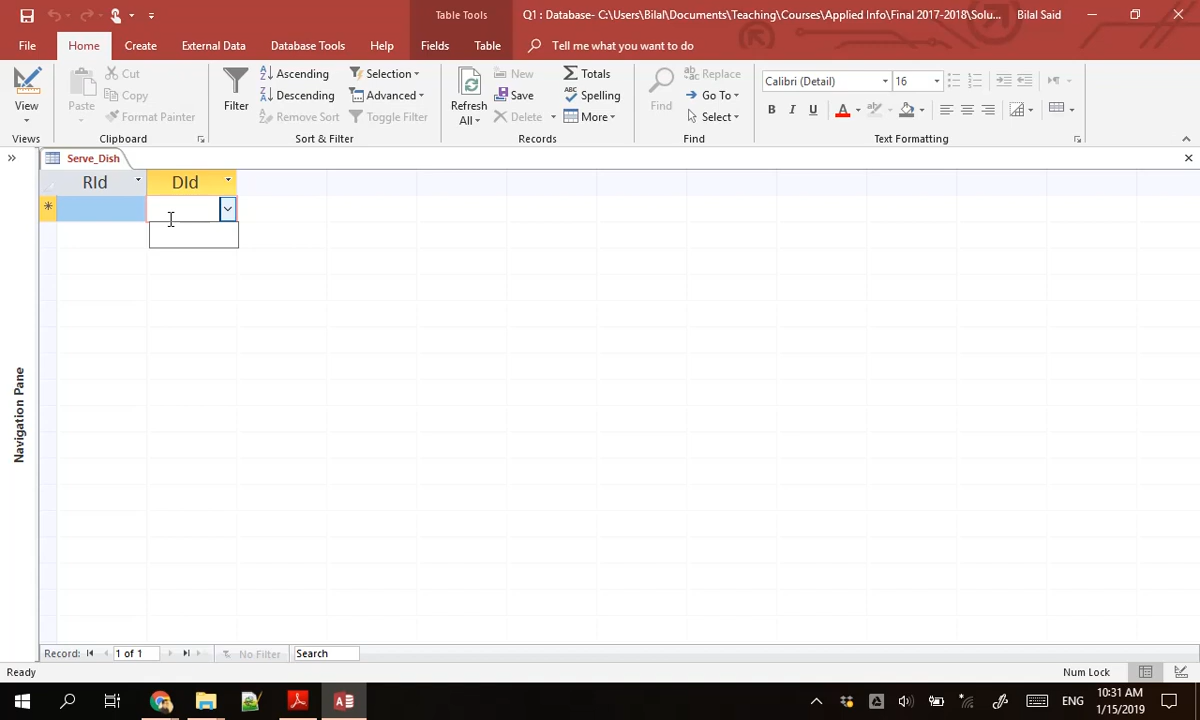 Table Tools
Q1 : Database- C:\Users\Bilal\Documents\Teaching\Courses\Applied Info\Final 2017-2018\Solu...
Bilal Said
File Home Create External Data Database Tools Help Fields Table Tell me what you want to do
View
Views
Paste
Cut
Copy
Format Painter
Clipboard
Filter
Ascending
Descending
Remove Sort
Selection
Advanced
Toggle Filter
Sort & Filter
Refresh
All
New
Save
Delete
Totals
Spelling
More
Records
Find
Replace
Go To
Select
Find
Calibri (Detail) 16
B I U A
Text Formatting
Serve_Dish
RId DId
Navigation Pane
Record: 1 of 1 No Filter Search
Ready
Num Lock
ENG
10:31 AM
1/15/2019